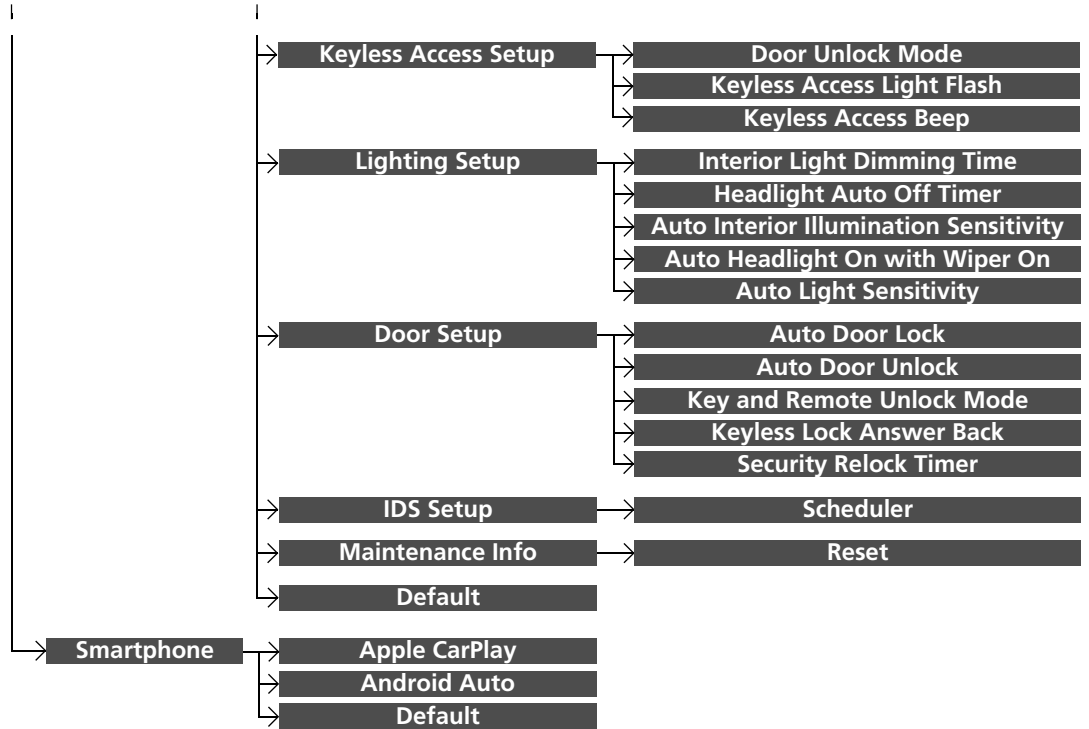 Keyless Access Setup
Door Unlock Mode
Keyless Access Light Flash
Keyless Access Beep
Lighting Setup
Interior Light Dimming Time
Headlight Auto Off Timer
Auto Interior Illumination Sensitivity
Auto Headlight On with Wiper On
Auto Light Sensitivity
Door Setup
Auto Door Lock
Auto Door Unlock
Key and Remote Unlock Mode
Keyless Lock Answer Back
Security Relock Timer
IDS Setup
Scheduler
Maintenance Info
Reset
Default
Smartphone
Apple CarPlay
Android Auto
Default